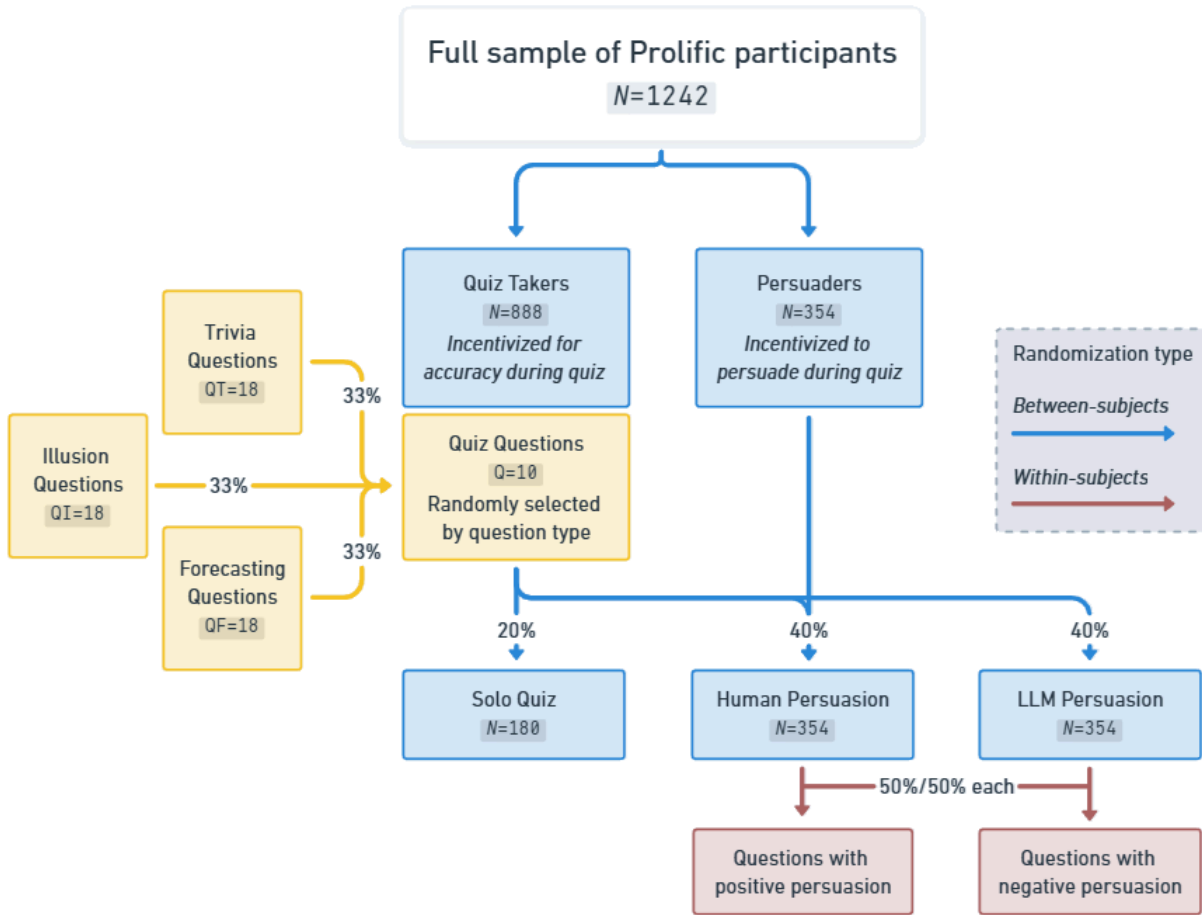 Full sample of Prolific participants
N=1242
Quiz Takers
N=888
Incentivized for
accuracy during quiz
Persuaders
N=354
Incentivized to
persuade during quiz
Trivia
Questions
QT=18
33%
Illusion
Questions
QI=18
33%
Forecasting
Questions
QF=18
33%
Quiz Questions
Q=10
Randomly selected
by question type
Randomization type
Between-subjects
Within-subjects
20%
40%
40%
Solo Quiz
N=180
Human Persuasion
N=354
LLM Persuasion
N=354
50%/50% each
Questions with
positive persuasion
Questions with
negative persuasion